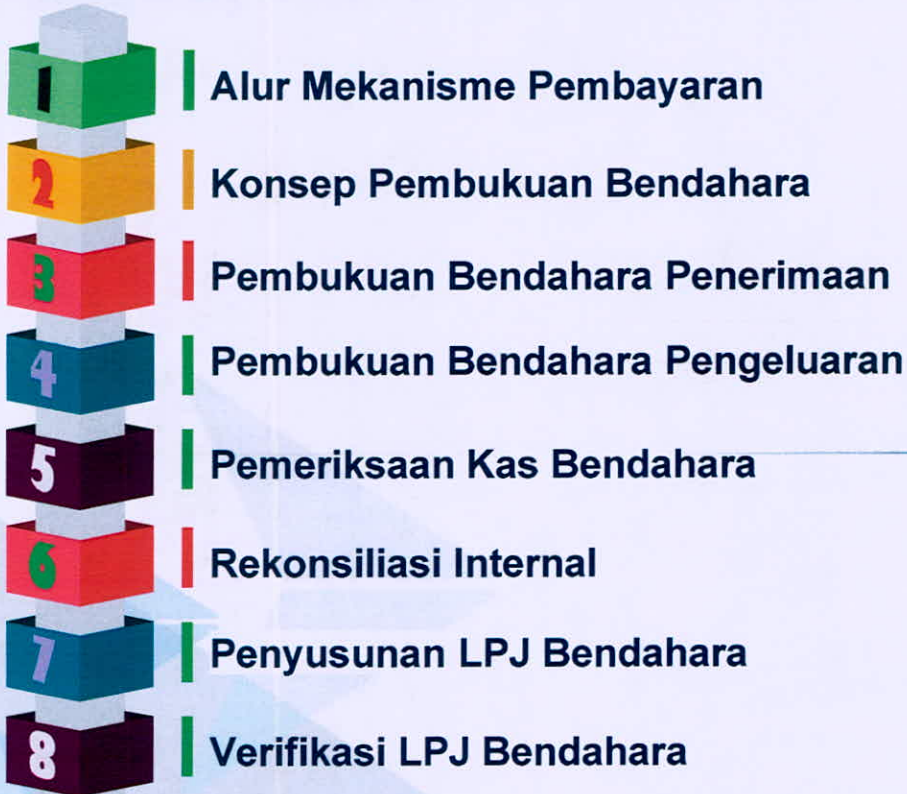 1 Alur Mekanisme Pembayaran
2 Konsep Pembukuan Bendahara
3 Pembukuan Bendahara Penerimaan
4 Pembukuan Bendahara Pengeluaran
5 Pemeriksaan Kas Bendahara
6 Rekonsiliasi Internal
7 Penyusunan LPJ Bendahara
8 Verifikasi LPJ Bendahara